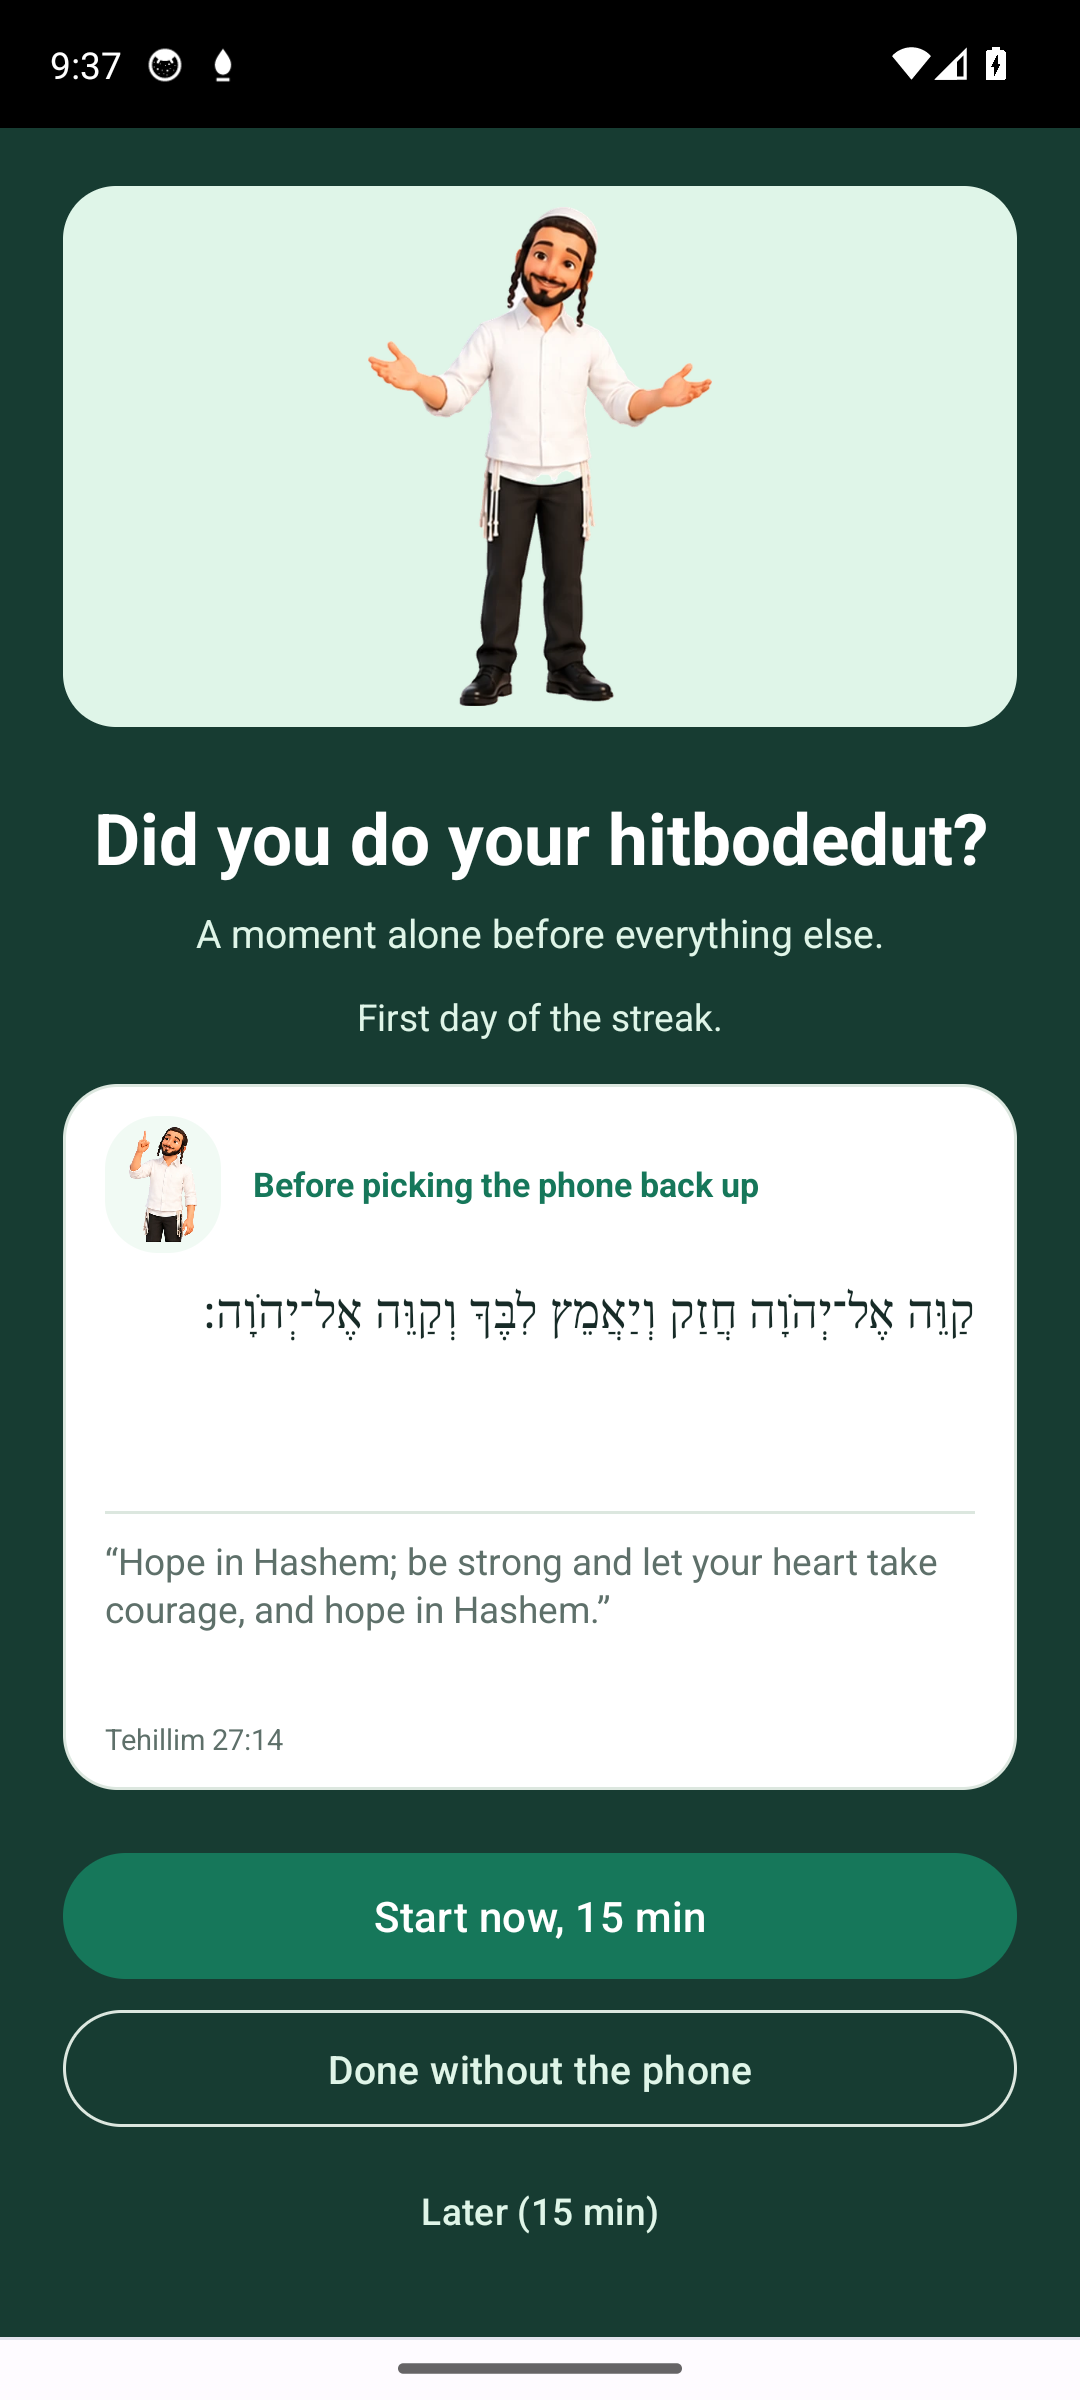 9:37
Did you do your hitbodedut?
A moment alone before everything else.
First day of the streak.
Before picking the phone back up
קַוֵּה אֶל־יְהֹוָה חֲזַק וְיַאֲמֵץ לִבֶּךָ וְקַוֵּה אֶל־יְהֹוָה:
“Hope in Hashem; be strong and let your heart take
courage, and hope in Hashem.”
Tehillim 27:14
Start now, 15 min
Done without the phone
Later (15 min)